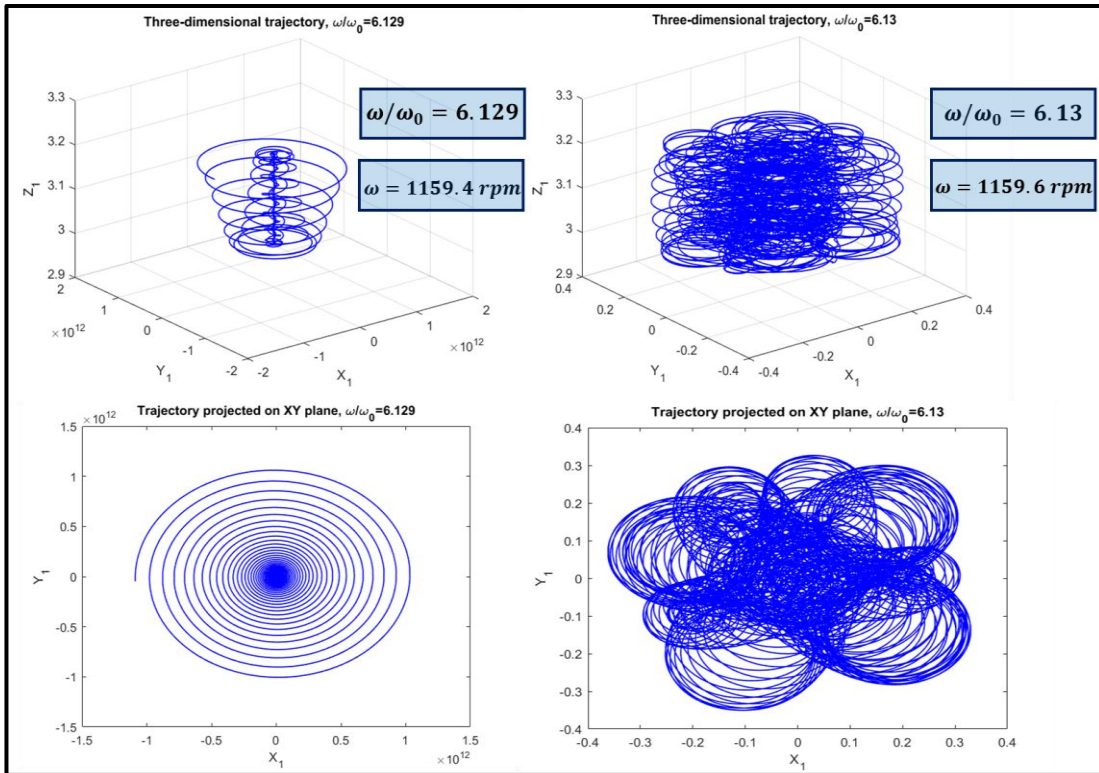 Three-dimensional trajectory, ω/ω₀=6.129
ω/ω₀ = 6.129
ω = 1159.4 rpm
Z₁
3.3
3.2
3.1
3
2.9
2
1
0
-1
-2
×10¹²
Y₁
-2
-1
0
1
2
×10¹²
X₁
Three-dimensional trajectory, ω/ω₀=6.13
ω/ω₀ = 6.13
ω = 1159.6 rpm
Z₁
3.3
3.2
3.1
3
2.9
0.4
0.2
0
-0.2
-0.4
Y₁
-0.4
-0.2
0
0.2
0.4
X₁
Trajectory projected on XY plane, ω/ω₀=6.129
×10¹²
Y₁
1.5
1
0.5
0
-0.5
-1
-1.5
-1.5 -1 -0.5 0 0.5 1 1.5
X₁
×10¹²
Trajectory projected on XY plane, ω/ω₀=6.13
Y₁
0.4
0.3
0.2
0.1
0
-0.1
-0.2
-0.3
-0.4
-0.4 -0.3 -0.2 -0.1 0 0.1 0.2 0.3 0.4
X₁